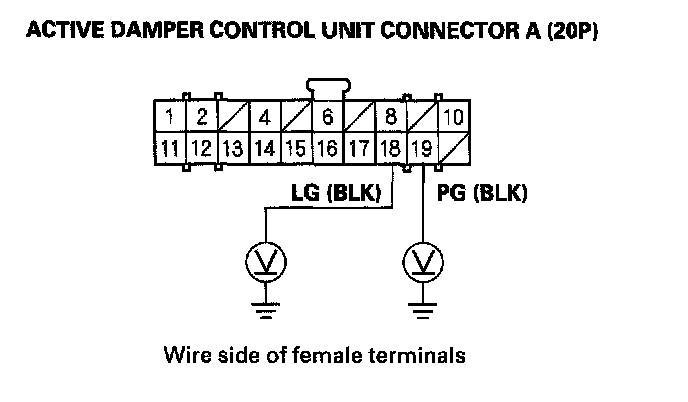 ACTIVE DAMPER CONTROL UNIT CONNECTOR A (20P)
1 2 4 6 8 10
11 12 13 14 15 16 17 18 19
LG (BLK) PG (BLK)
V V
Wire side of female terminals